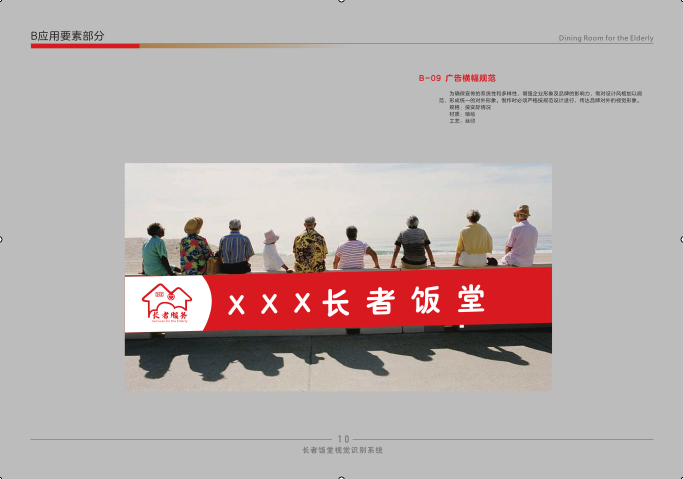 B应用要素部分
Dining Room for the Elderly
B-09 广告横幅规范
为确保宣传的系统性和多样性，增强企业形象及品牌的影响力，需对设计风格加以规
范，形成统一的对外形象。制作时必须严格按规范设计进行，传达品牌对外的视觉形象。
规格：按实际情况
材质：墙绘
工艺：丝印
XXX长者饭堂
长者服务
10
长者饭堂视觉识别系统